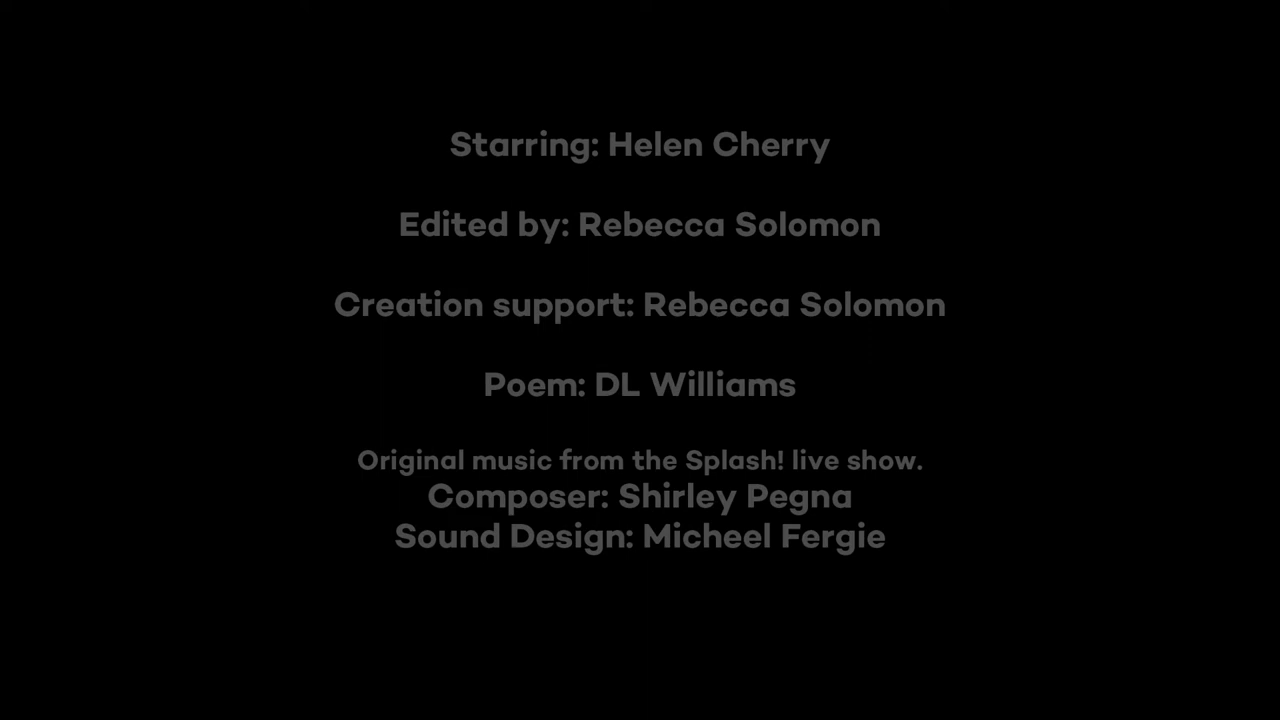 Starring: Helen Cherry
Edited by: Rebecca Solomon
Creation support: Rebecca Solomon
Poem: DL Williams
Original music from the Splash! live show.
Composer: Shirley Pegna
Sound Design: Micheel Fergie